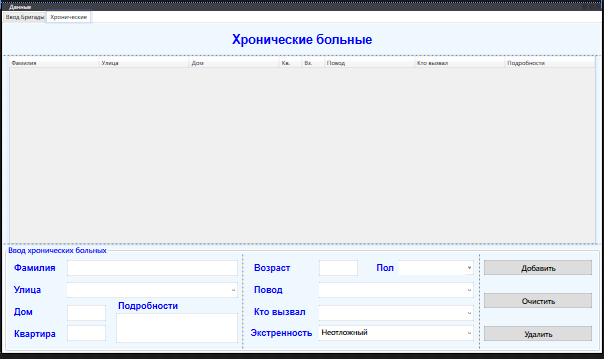 Данные
Ввод Бригады Хронические
Хронические больные
Фамилия Улица Дом Кв. Вх. Повод Кто вызвал Подробности
Ввод хронических больных
Фамилия Возраст Пол Добавить
Улица Повод
Очистить
Дом Подробности Кто вызвал
Квартира Экстренность Неотложный Удалить